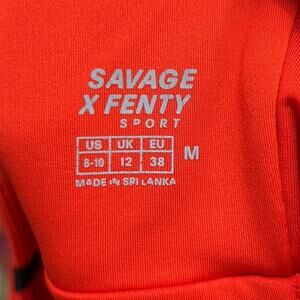 SAVAGE
X FENTY
SPORT
US UK EU
8-10 12 38 M
MADE IN SRI LANKA